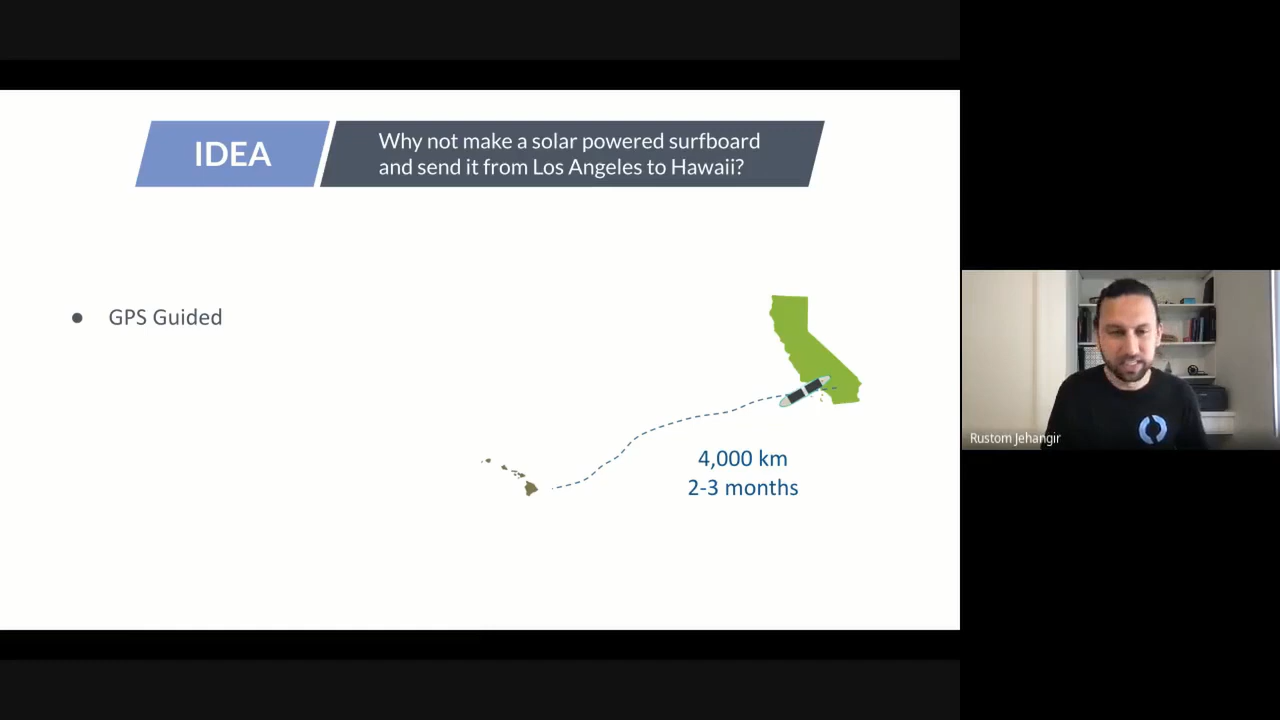 IDEA
Why not make a solar powered surfboard
and send it from Los Angeles to Hawaii?
● GPS Guided
4,000 km
2-3 months
Rustom Jehangir